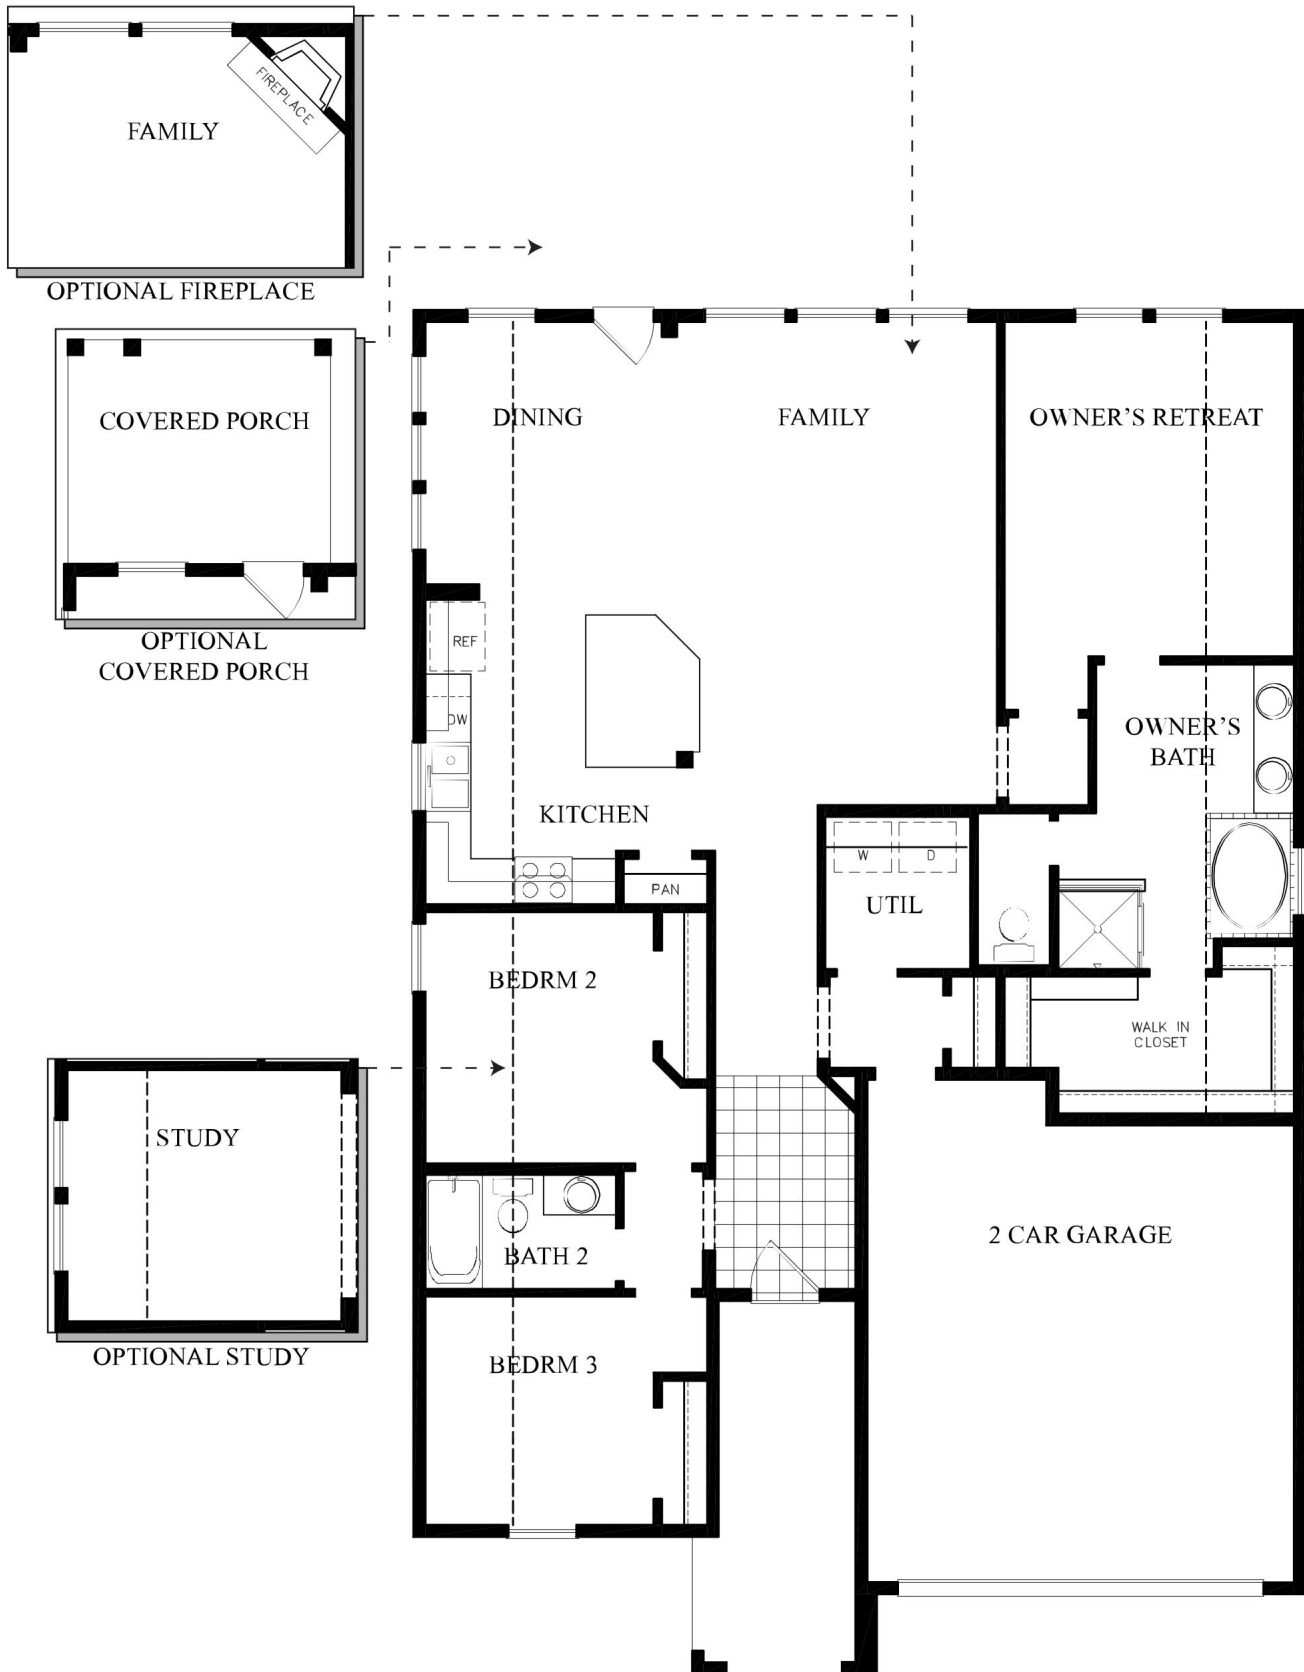 FIREPLACE
FAMILY
OPTIONAL FIREPLACE
COVERED PORCH
OPTIONAL
COVERED PORCH
DINING
FAMILY
OWNER'S RETREAT
REF
DW
OWNER'S
BATH
KITCHEN
PAN
W
D
UTIL
BEDRM 2
WALK IN
CLOSET
STUDY
OPTIONAL STUDY
BATH 2
2 CAR GARAGE
BEDRM 3